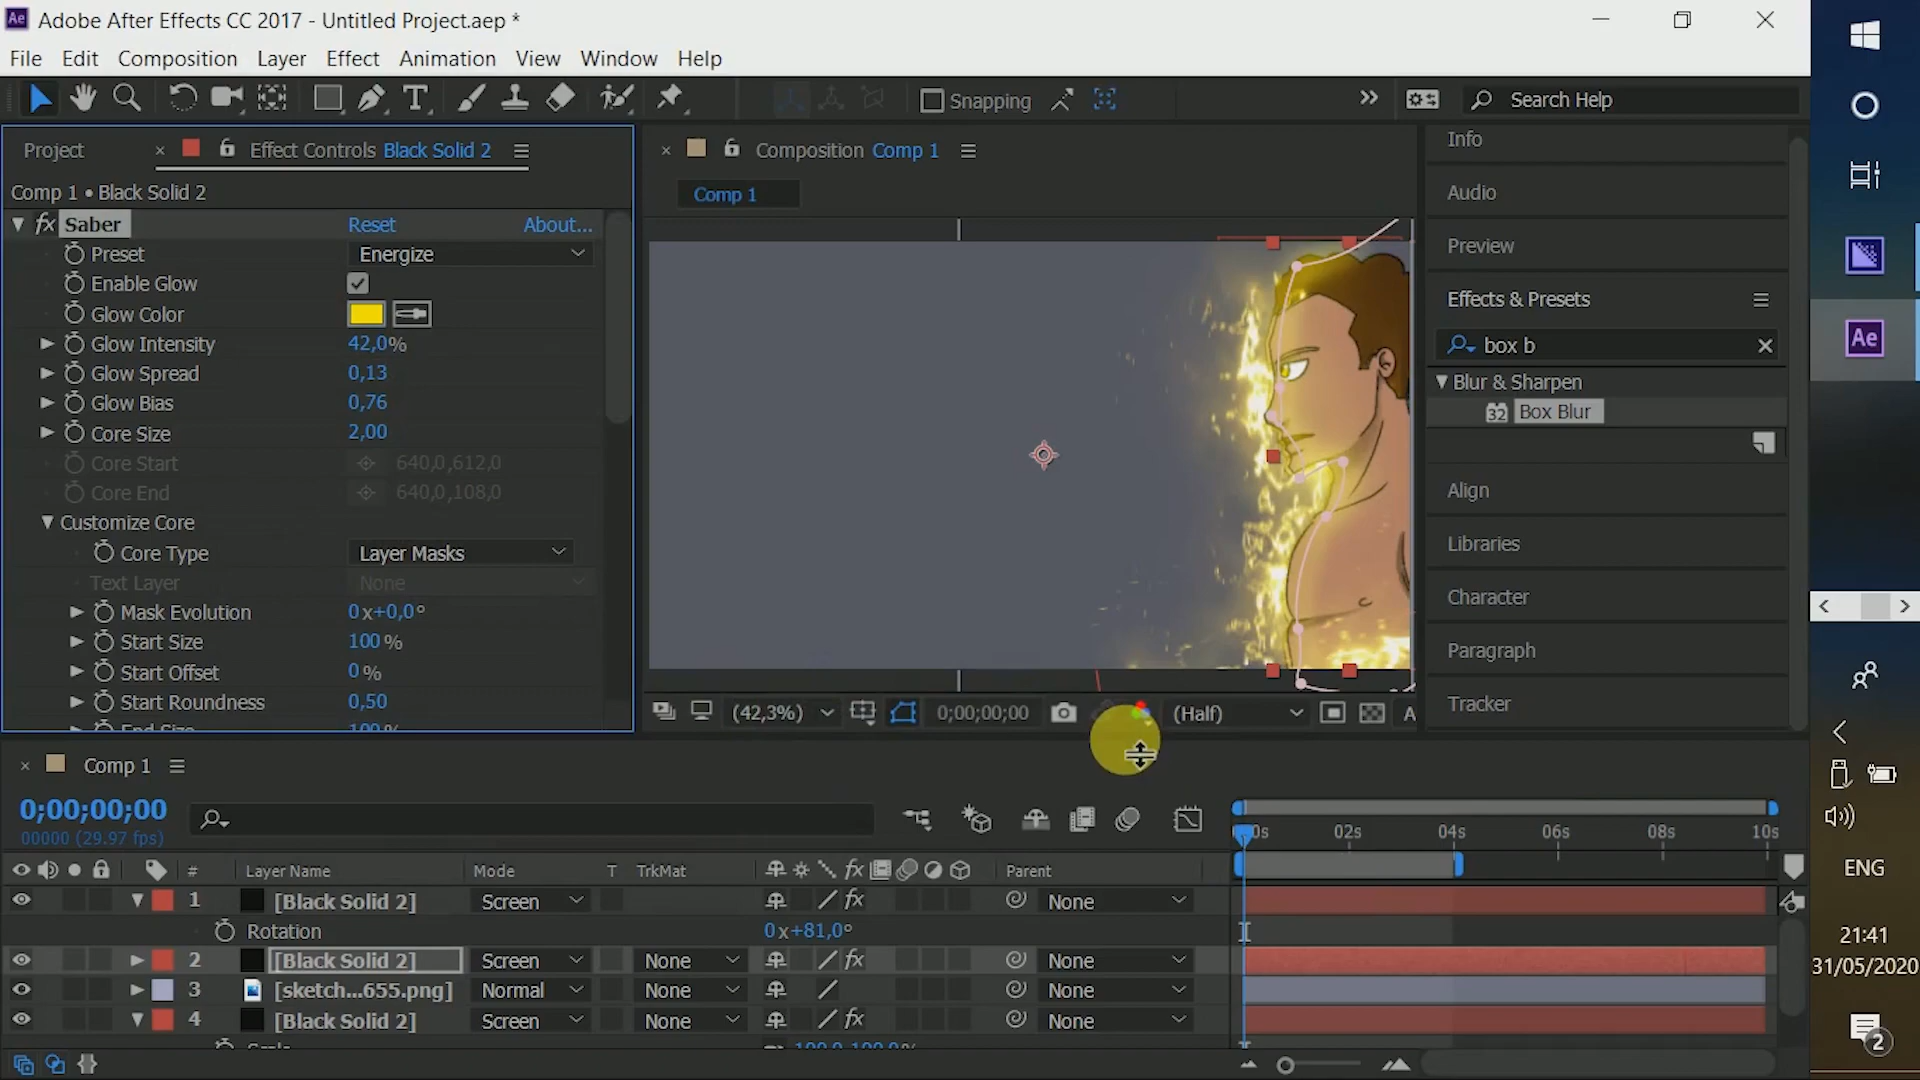 Ae Adobe After Effects CC 2017 - Untitled Project.aep *
File Edit Composition Layer Effect Animation View Window Help
Snapping Search Help
Project Effect Controls Black Solid 2
Comp 1 • Black Solid 2
fx Saber Reset About...
Preset Energize
Enable Glow
Glow Color
Glow Intensity 42,0%
Glow Spread 0,13
Glow Bias 0,76
Core Size 2,00
Core Start 640,0,612,0
Core End 640,0,108,0
Customize Core
Core Type Layer Masks
Text Layer None
Mask Evolution 0x+0,0°
Start Size 100%
Start Offset 0%
Start Roundness 0,50
End Size 100%
Composition Comp 1
Comp 1
(42,3%) 0;00;00;00 (Half) A
Info
Audio
Preview
Effects & Presets
box b
Blur & Sharpen
32 Box Blur
Align
Libraries
Character
Paragraph
Tracker
Comp 1
0;00;00;00
00000 (29.97 fps)
0s 02s 04s 06s 08s 10s
# Layer Name Mode T TrkMat fx Parent
1 [Black Solid 2] Screen fx None
Rotation 0x+81,0°
2 [Black Solid 2] Screen None fx None
3 [sketch...655.png] Normal None None
4 [Black Solid 2] Screen None fx None
Scale 100,0,100,0%
Ae
ENG
21:41
31/05/2020
2